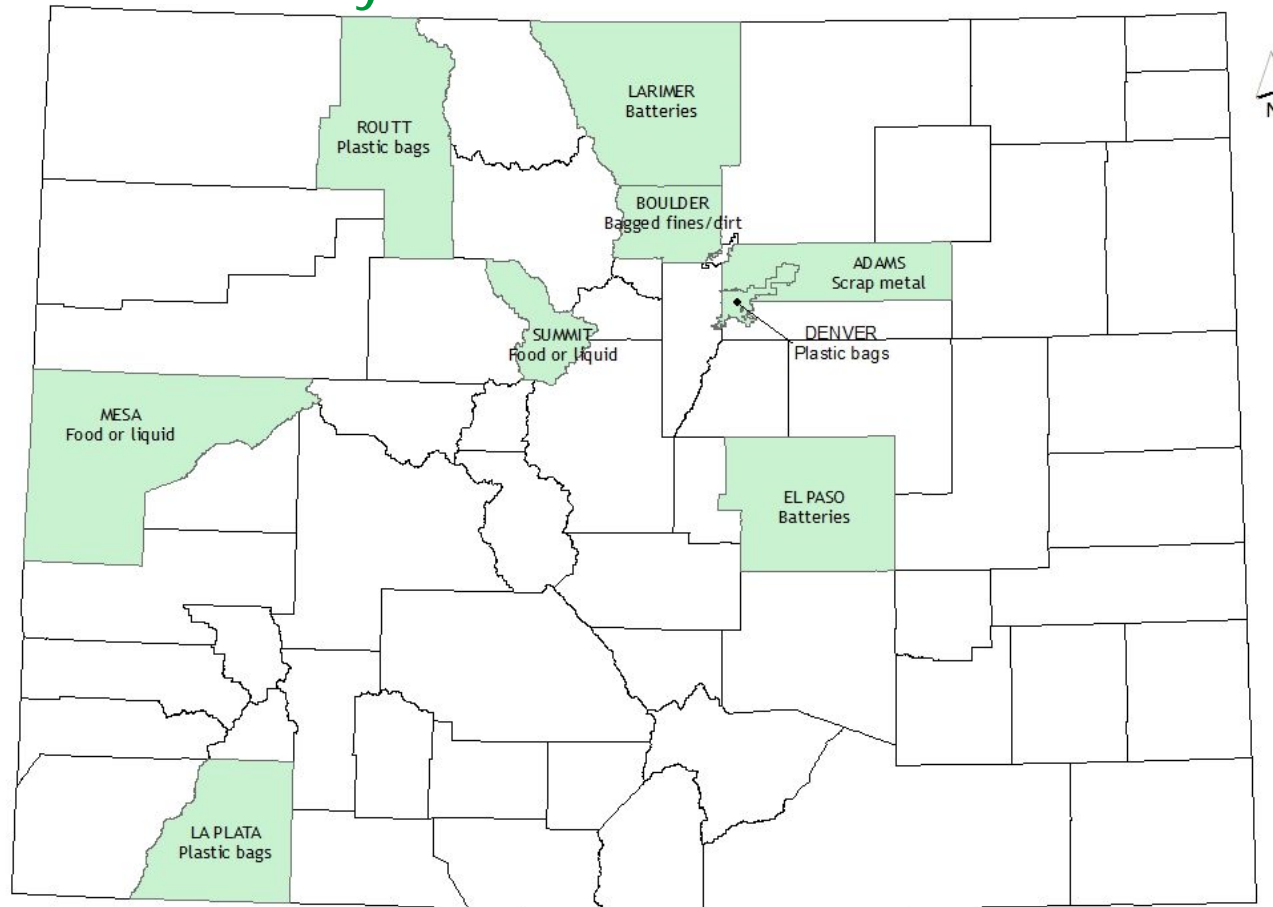 LARIMER
Batteries
ROUTT
Plastic bags
BOULDER
Bagged fines/dirt
ADAMS
Scrap metal
SUMMIT
Food or liquid
DENVER
Plastic bags
MESA
Food or liquid
EL PASO
Batteries
LA PLATA
Plastic bags
N